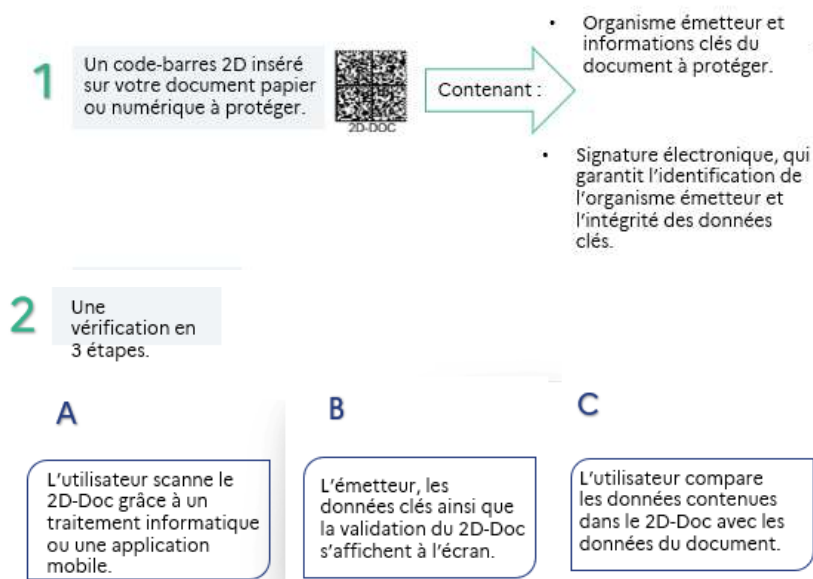 1
Un code-barres 2D inséré
sur votre document papier
ou numérique à protéger.
2D-DOC
Contenant :
• Organisme émetteur et
informations clés du
document à protéger.
• Signature électronique, qui
garantit l'identification de
l'organisme émetteur et
l'intégrité des données
clés.
2
Une
vérification en
3 étapes.
A
L'utilisateur scanne le
2D-Doc grâce à un
traitement informatique
ou une application
mobile.
B
L'émetteur, les
données clés ainsi que
la validation du 2D-Doc
s'affichent à l'écran.
C
L'utilisateur compare
les données contenues
dans le 2D-Doc avec les
données du document.